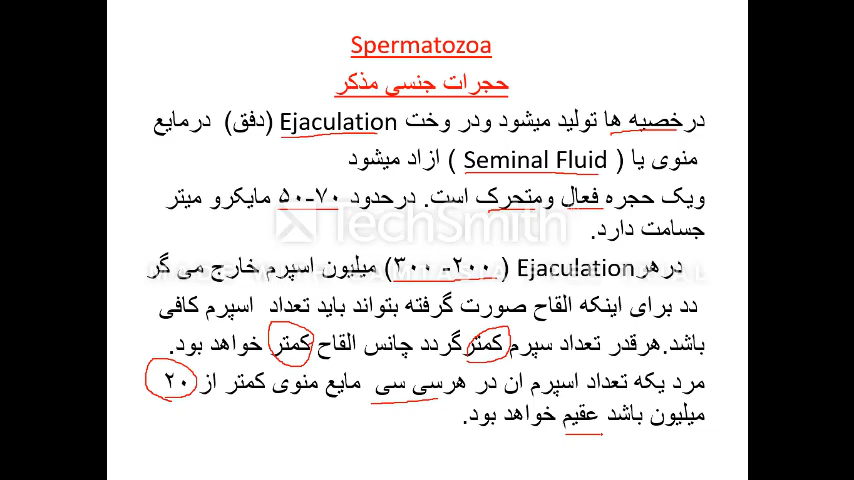 Spermatozoa
حجرات جنسی مذکر
درخصیه ها تولید میشود ودر وخت Ejaculation (دفق) درمایع
منوی یا ( Seminal Fluid ) ازاد میشود
ویک حجره فعال ومتحرک است. درحدود ۷۰-۵۰ مایکرو میتر
جسامت دارد.
TechSmith
درهرEjaculation (۲۰۰- ۳۰۰) میلیون اسپرم خارج می گر
دد برای اینکه القاح صورت گرفته بتواند باید تعداد اسپرم کافی
باشد.هرقدر تعداد سپرم کمترگردد چانس القاح کمتر خواهد بود.
مرد یکه تعداد اسپرم ان در هرسی سی مایع منوی کمتر از ۲۰
میلیون باشد عقیم خواهد بود.